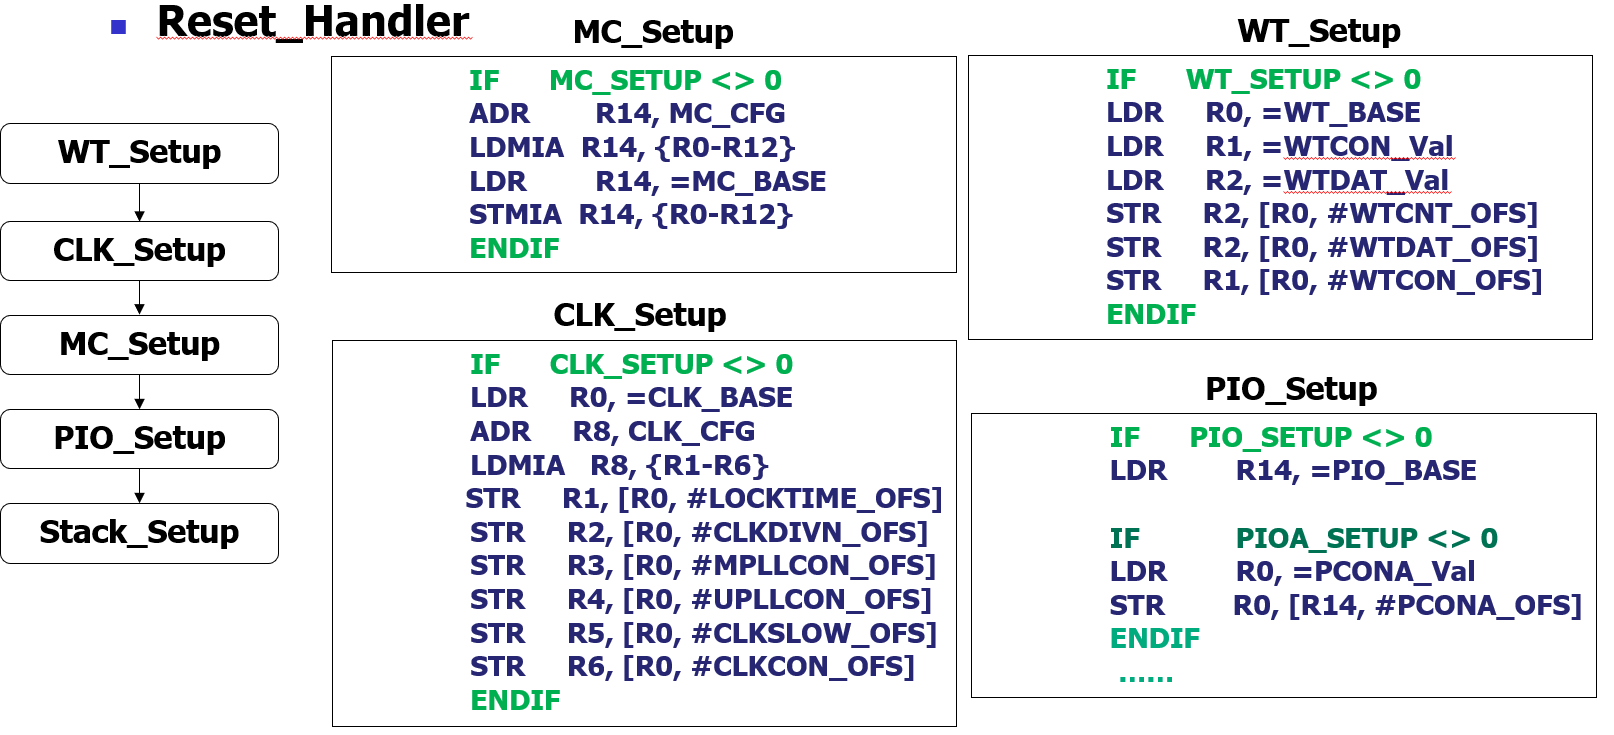 Reset_Handler
WT_Setup
CLK_Setup
MC_Setup
PIO_Setup
Stack_Setup
MC_Setup
IF MC_SETUP <> 0
ADR R14, MC_CFG
LDMIA R14, {R0-R12}
LDR R14, =MC_BASE
STMIA R14, {R0-R12}
ENDIF
CLK_Setup
IF CLK_SETUP <> 0
LDR R0, =CLK_BASE
ADR R8, CLK_CFG
LDMIA R8, {R1-R6}
STR R1, [R0, #LOCKTIME_OFS]
STR R2, [R0, #CLKDIVN_OFS]
STR R3, [R0, #MPLLCON_OFS]
STR R4, [R0, #UPLLCON_OFS]
STR R5, [R0, #CLKSLOW_OFS]
STR R6, [R0, #CLKCON_OFS]
ENDIF
WT_Setup
IF WT_SETUP <> 0
LDR R0, =WT_BASE
LDR R1, =WTCON_Val
LDR R2, =WTDAT_Val
STR R2, [R0, #WTCNT_OFS]
STR R2, [R0, #WTDAT_OFS]
STR R1, [R0, #WTCON_OFS]
ENDIF
PIO_Setup
IF PIO_SETUP <> 0
LDR R14, =PIO_BASE
IF PIOA_SETUP <> 0
LDR R0, =PCONA_Val
STR R0, [R14, #PCONA_OFS]
ENDIF
......